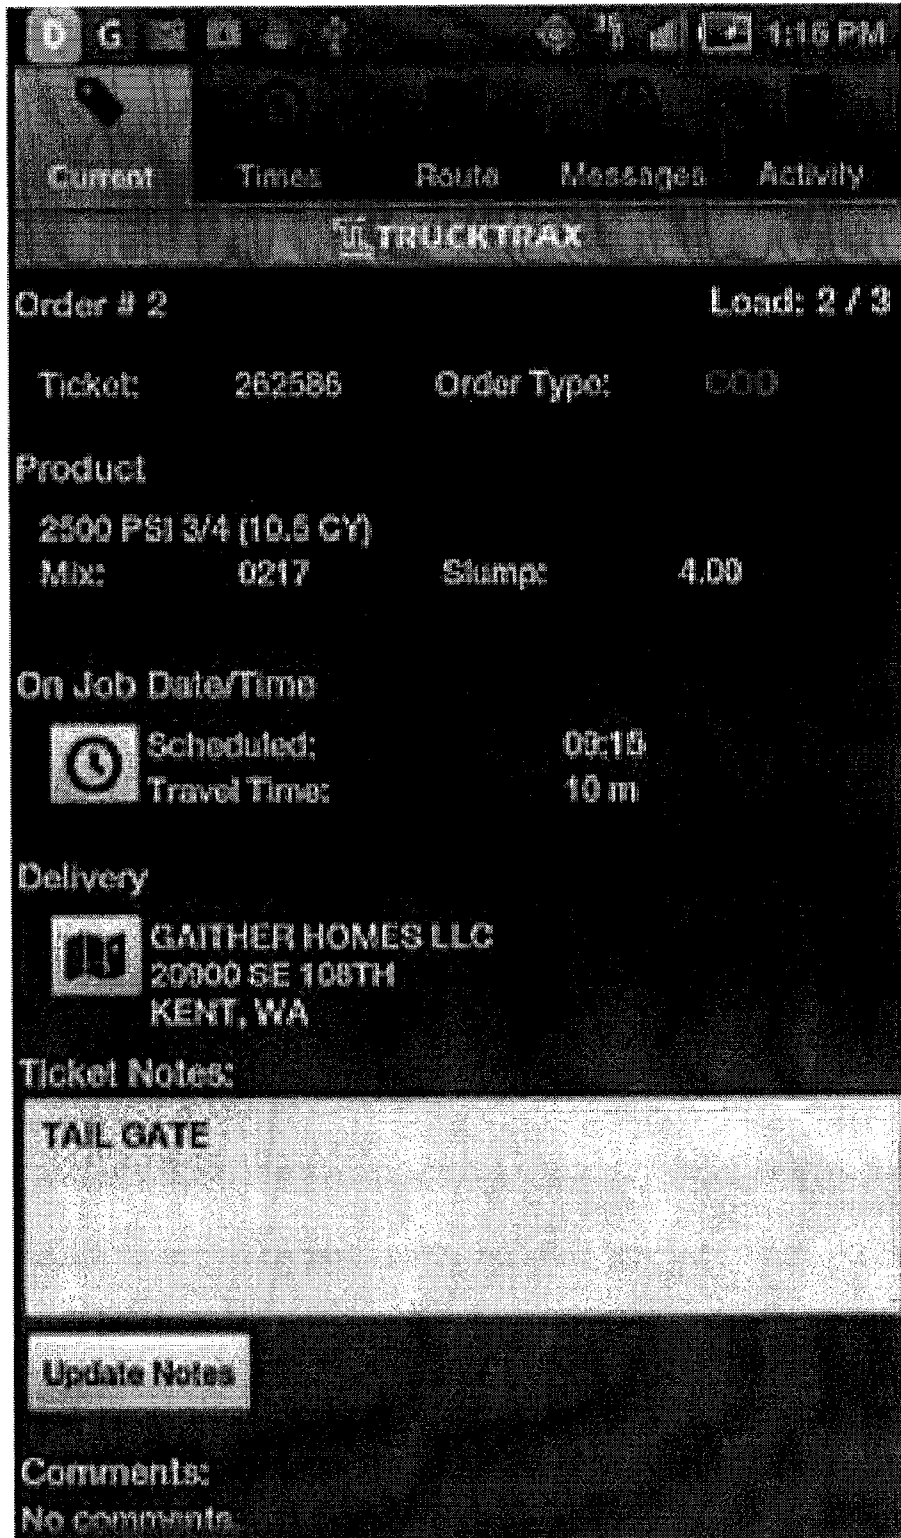 D G 1:16 PM
Current Times Route Messages Activity
TRUCKTRAX
Order # 2 Load: 2 / 3
Ticket: 262586 Order Type: COD
Product
2500 PSI 3/4 (10.5 CY)
Mix: 0217 Slump: 4.00
On Job Date/Time
Scheduled: 09:15
Travel Time: 10 m
Delivery
GAITHER HOMES LLC
20900 SE 108TH
KENT, WA
Ticket Notes:
TAIL GATE
Update Notes
Comments:
No comments